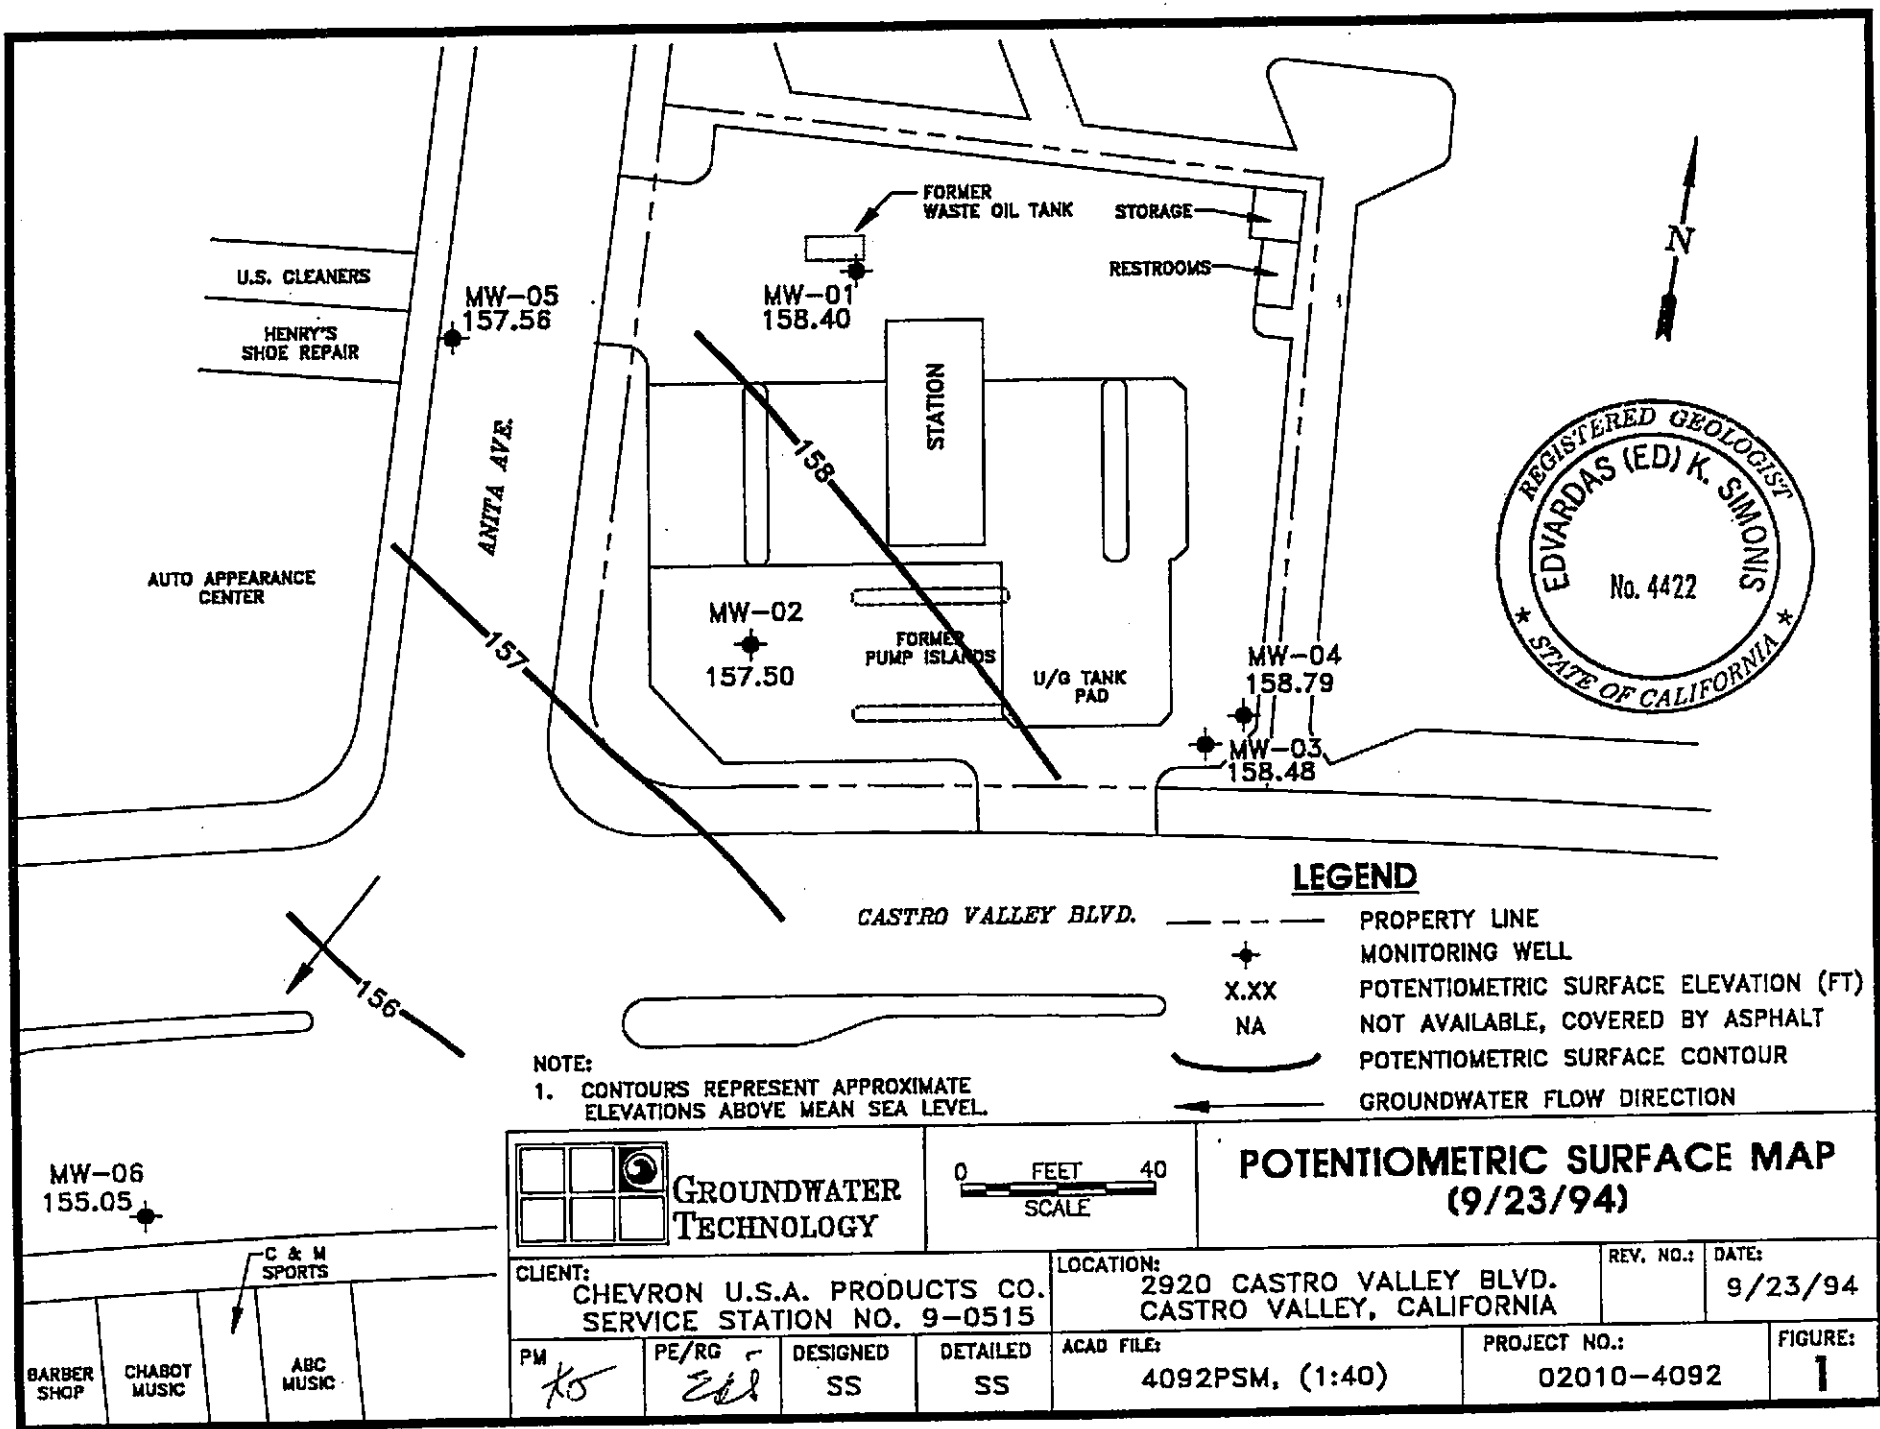 FORMER
WASTE OIL TANK
STORAGE
RESTROOMS
N
U.S. CLEANERS
HENRY'S
SHOE REPAIR
MW-05
157.56
MW-01
158.40
STATION
ANITA AVE.
158
REGISTERED GEOLOGIST
EDVARDAS (ED) K. SIMONIS
No. 4422
★ STATE OF CALIFORNIA ★
AUTO APPEARANCE
CENTER
157
MW-02
157.50
FORMER
PUMP ISLANDS
U/G TANK
PAD
MW-04
158.79
MW-03
158.48
156
CASTRO VALLEY BLVD.
LEGEND
PROPERTY LINE
MONITORING WELL
X.XX POTENTIOMETRIC SURFACE ELEVATION (FT)
NA NOT AVAILABLE, COVERED BY ASPHALT
POTENTIOMETRIC SURFACE CONTOUR
GROUNDWATER FLOW DIRECTION
NOTE:
1. CONTOURS REPRESENT APPROXIMATE
ELEVATIONS ABOVE MEAN SEA LEVEL.
MW-06
155.05
C & M
SPORTS
BARBER
SHOP
CHABOT
MUSIC
ABC
MUSIC
GROUNDWATER
TECHNOLOGY
0 FEET 40
SCALE
POTENTIOMETRIC SURFACE MAP
(9/23/94)
CLIENT:
CHEVRON U.S.A. PRODUCTS CO.
SERVICE STATION NO. 9-0515
LOCATION:
2920 CASTRO VALLEY BLVD.
CASTRO VALLEY, CALIFORNIA
REV. NO.:
DATE:
9/23/94
PM
PE/RG
DESIGNED
SS
DETAILED
SS
ACAD FILE:
4092PSM, (1:40)
PROJECT NO.:
02010-4092
FIGURE:
1